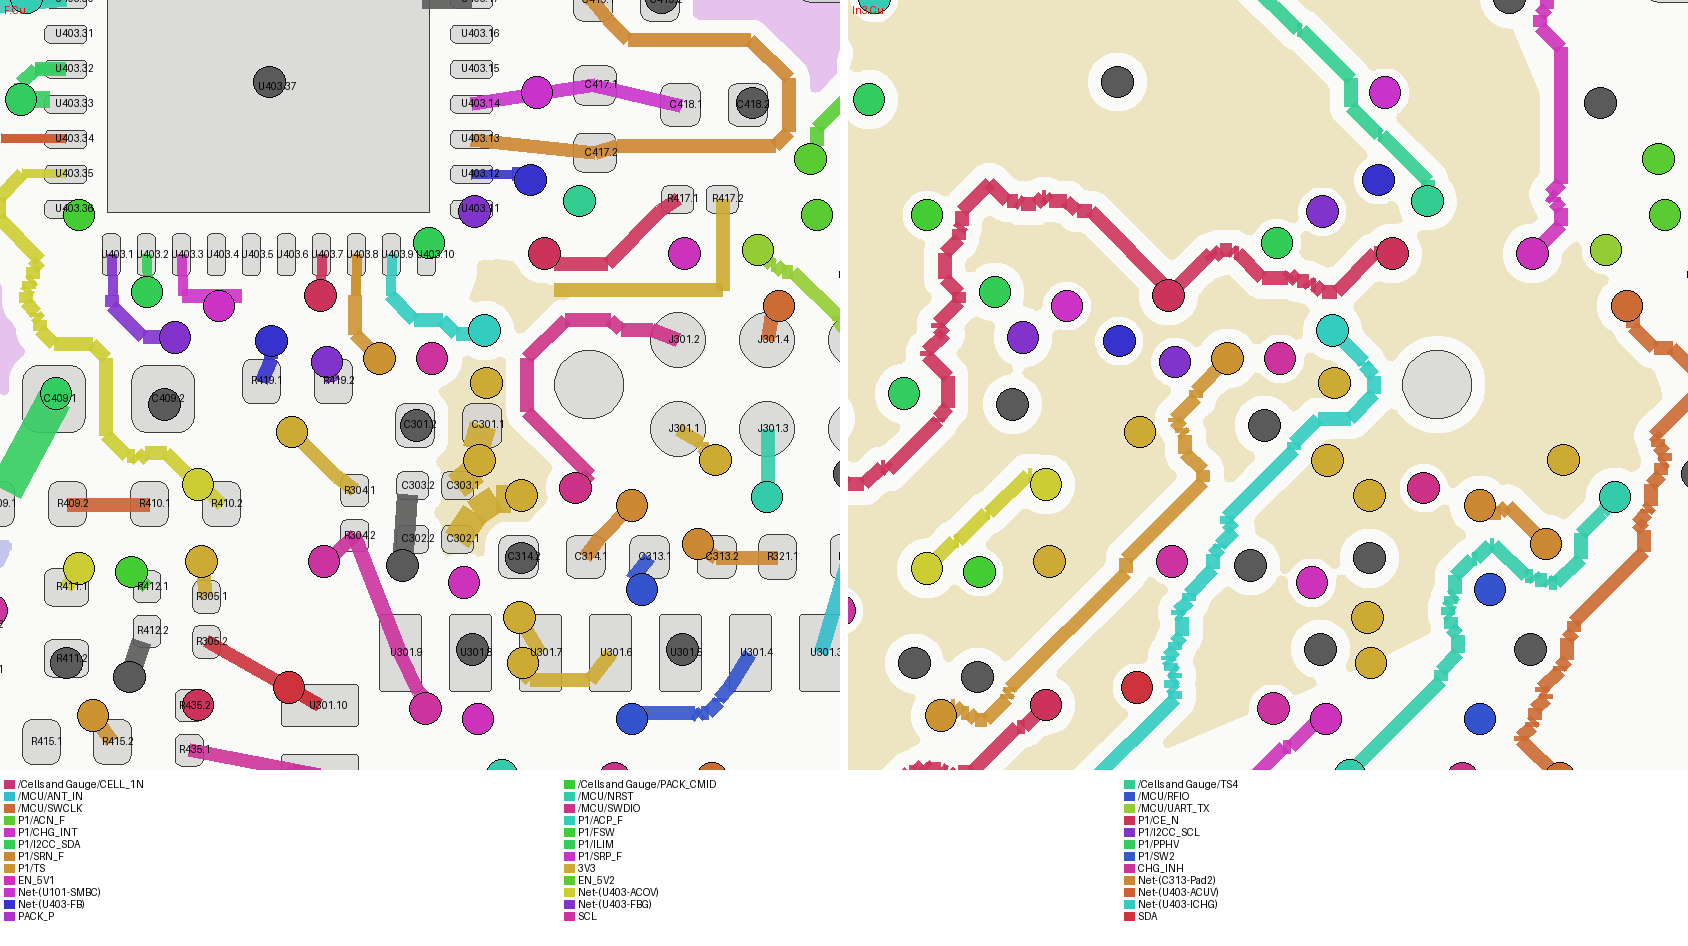 F.Cu
In3.Cu
U403.31
U403.16
U403.32
U403.15
U403.37
C417.1
U403.33
U403.14
C418.1
C418.2
U403.34
U403.13
C417.2
U403.35
U403.12
R417.1
R417.2
U403.36
U403.11
U403.1
U403.2
U403.3
U403.4
U403.5
U403.6
U403.7
U403.8
U403.9
U403.10
J301.2
J301.4
R419.1
R419.2
C409.1
C409.2
C301.2
C301.1
J301.1
J301.3
C303.2
C303.1
R304.1
R409.2
R410.1
R410.2
R304.2
C302.2
C302.1
C314.2
C314.1
C313.1
C313.2
R321.1
R411.1
R412.1
R305.1
R412.2
R305.2
R411.2
U301.9
U301.8
U301.7
U301.6
U301.5
U301.4
U301.3
R435.2
U301.10
R415.1
R415.2
R435.1
/Cells and Gauge/CELL_1N
/MCU/ANT_IN
/MCU/SWCLK
P1/ACN_F
P1/CHG_INT
P1/I2CC_SDA
P1/SRN_F
P1/TS
EN_5V1
Net-(U101-SMBC)
Net-(U403-FB)
PACK_P
/Cells and Gauge/PACK_CMID
/MCU/NRST
/MCU/SWDIO
P1/ACP_F
P1/FSW
P1/ILIM
P1/SRP_F
3V3
EN_5V2
Net-(U403-ACOV)
Net-(U403-FBG)
SCL
/Cells and Gauge/TS4
/MCU/RFIO
/MCU/UART_TX
P1/CE_N
P1/I2CC_SCL
P1/PPHV
P1/SW2
CHG_INH
Net-(C313-Pad2)
Net-(U403-ACUV)
Net-(U403-ICHG)
SDA